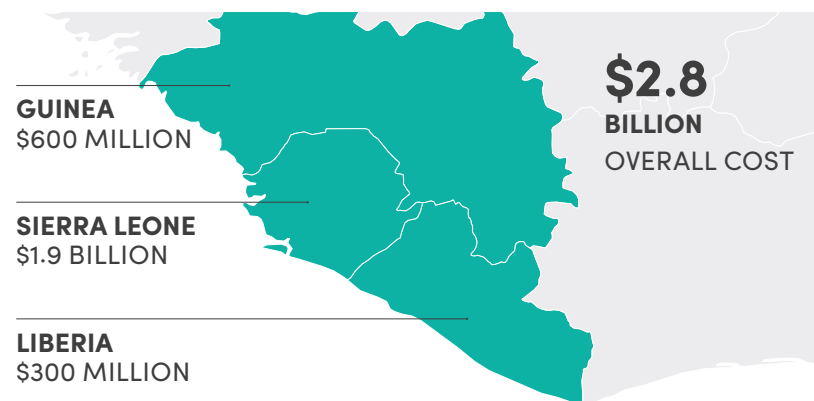 GUINEA
$600 MILLION
SIERRA LEONE
$1.9 BILLION
LIBERIA
$300 MILLION
$2.8
BILLION
OVERALL COST